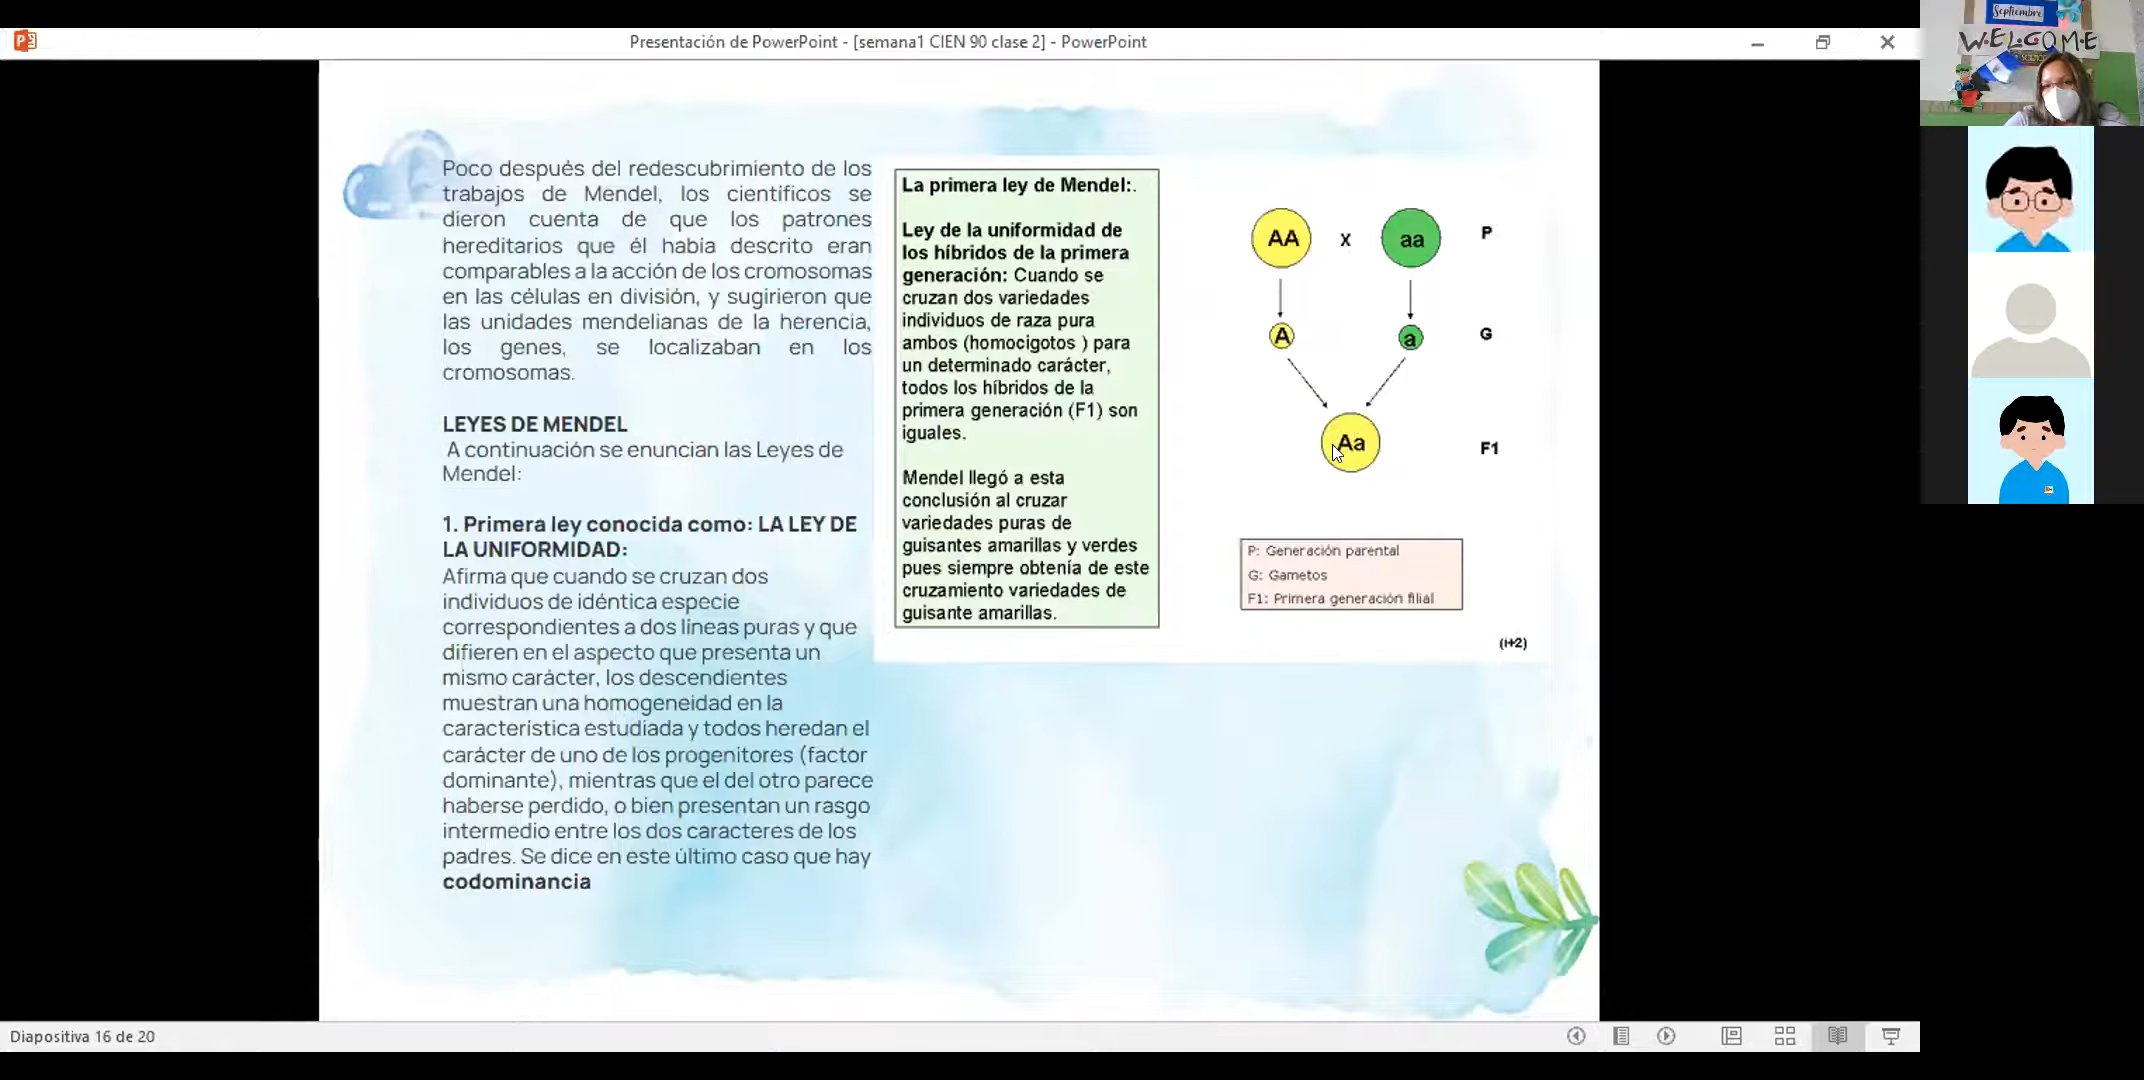 Presentación de PowerPoint - [semana1 CIEN 90 clase 2] - PowerPoint
Septiembre
WELCOME
Poco después del redescubrimiento de los
trabajos de Mendel, los científicos se
dieron cuenta de que los patrones
hereditarios que él había descrito eran
comparables a la acción de los cromosomas
en las células en división, y sugirieron que
las unidades mendelianas de la herencia,
los genes, se localizaban en los
cromosomas.
LEYES DE MENDEL
A continuación se enuncian las Leyes de
Mendel:
1. Primera ley conocida como: LA LEY DE
LA UNIFORMIDAD:
Afirma que cuando se cruzan dos
individuos de idéntica especie
correspondientes a dos líneas puras y que
difieren en el aspecto que presenta un
mismo carácter, los descendientes
muestran una homogeneidad en la
característica estudiada y todos heredan el
carácter de uno de los progenitores (factor
dominante), mientras que el del otro parece
haberse perdido, o bien presentan un rasgo
intermedio entre los dos caracteres de los
padres. Se dice en este último caso que hay
codominancia
La primera ley de Mendel:.
Ley de la uniformidad de
los híbridos de la primera
generación: Cuando se
cruzan dos variedades
individuos de raza pura
ambos (homocigotos ) para
un determinado carácter,
todos los híbridos de la
primera generación (F1) son
iguales.
Mendel llegó a esta
conclusión al cruzar
variedades puras de
guisantes amarillas y verdes
pues siempre obtenía de este
cruzamiento variedades de
guisante amarillas.
AA x aa P
A a G
Aa F1
P: Generación parental
G: Gametos
F1: Primera generación filial
(i+2)
Diapositiva 16 de 20